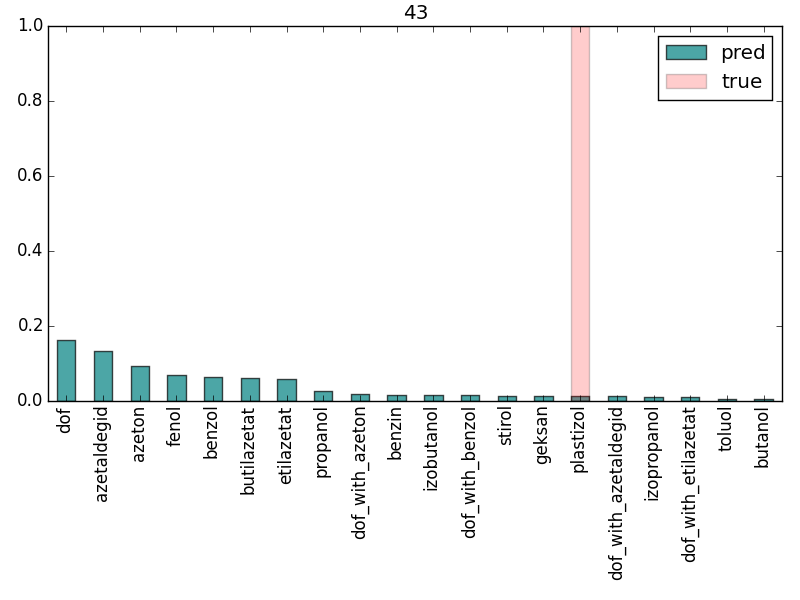 43
1.0
0.8
0.6
0.4
0.2
0.0
pred
true
dof
azetaldegid
azeton
fenol
benzol
butilazetat
etilazetat
propanol
dof_with_azeton
benzin
izobutanol
dof_with_benzol
stirol
geksan
plastizol
dof_with_azetaldegid
izopropanol
dof_with_etilazetat
toluol
butanol